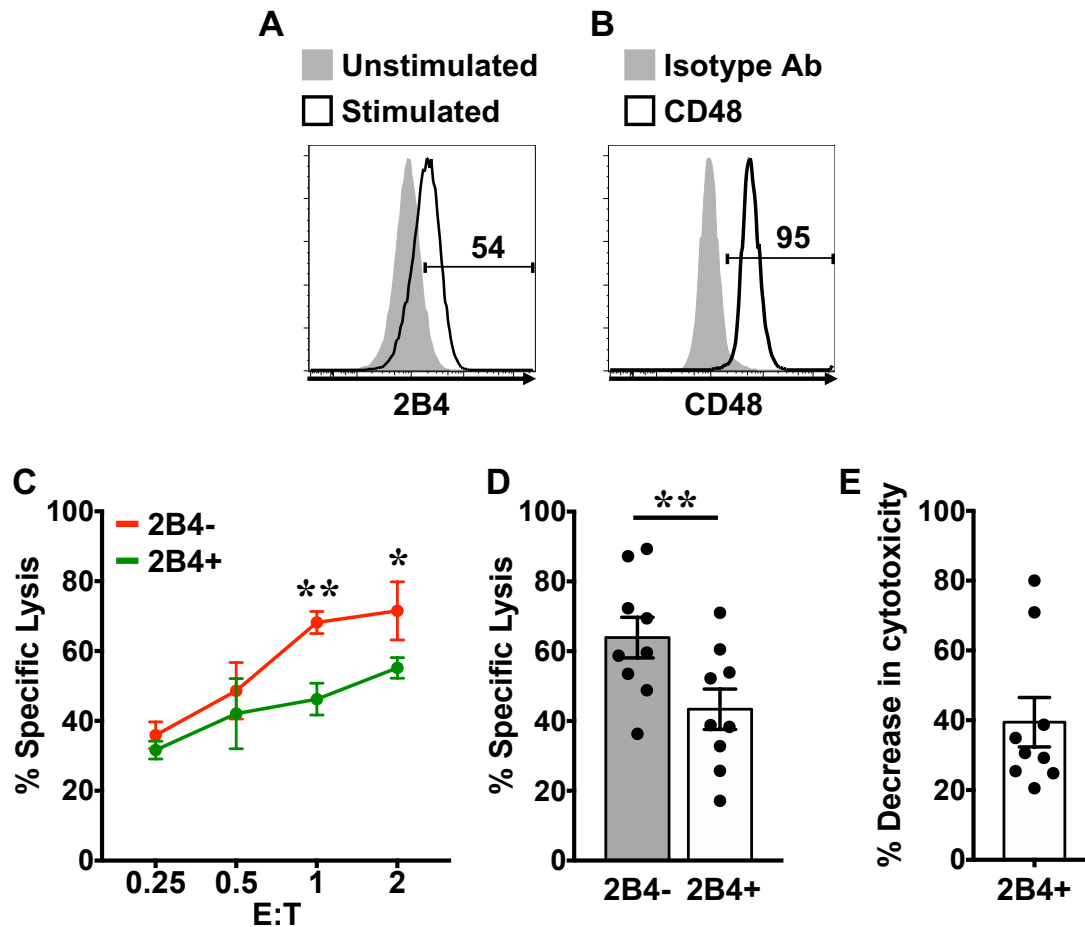 A
Unstimulated
Stimulated
54
2B4
B
Isotype Ab
CD48
95
CD48
C
2B4-
2B4+
% Specific Lysis
100
80
60
40
20
0
** *
0.25 0.5 1 2
E:T
D
% Specific Lysis
100
80
60
40
20
0
**
2B4- 2B4+
E
% Decrease in cytotoxicity
100
80
60
40
20
0
2B4+